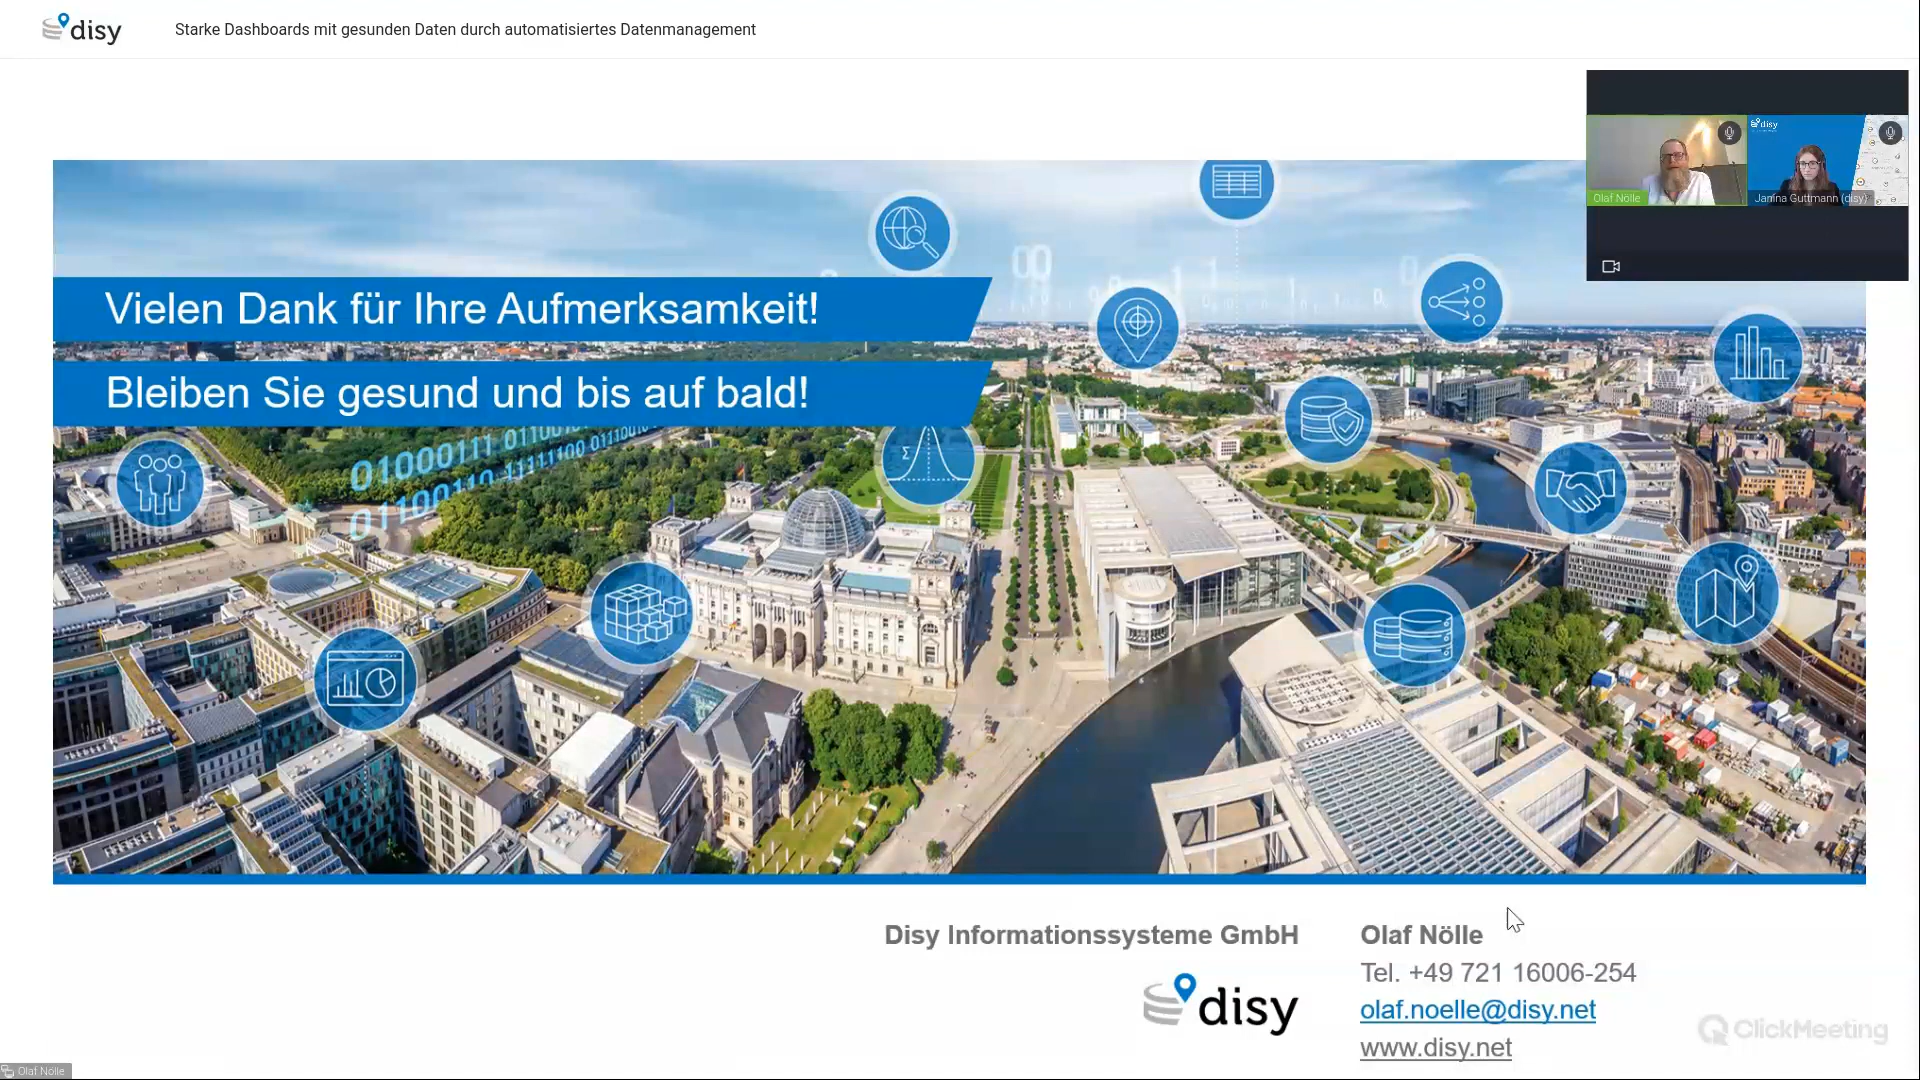 disy
Starke Dashboards mit gesunden Daten durch automatisiertes Datenmanagement
disy
Olaf Nölle
Janina Guttmann (disy)
Vielen Dank für Ihre Aufmerksamkeit!
Bleiben Sie gesund und bis auf bald!
Σ
Disy Informationssysteme GmbH
disy
Olaf Nölle
Tel. +49 721 16006-254
olaf.noelle@disy.net
www.disy.net
ClickMeeting
Olaf Nölle